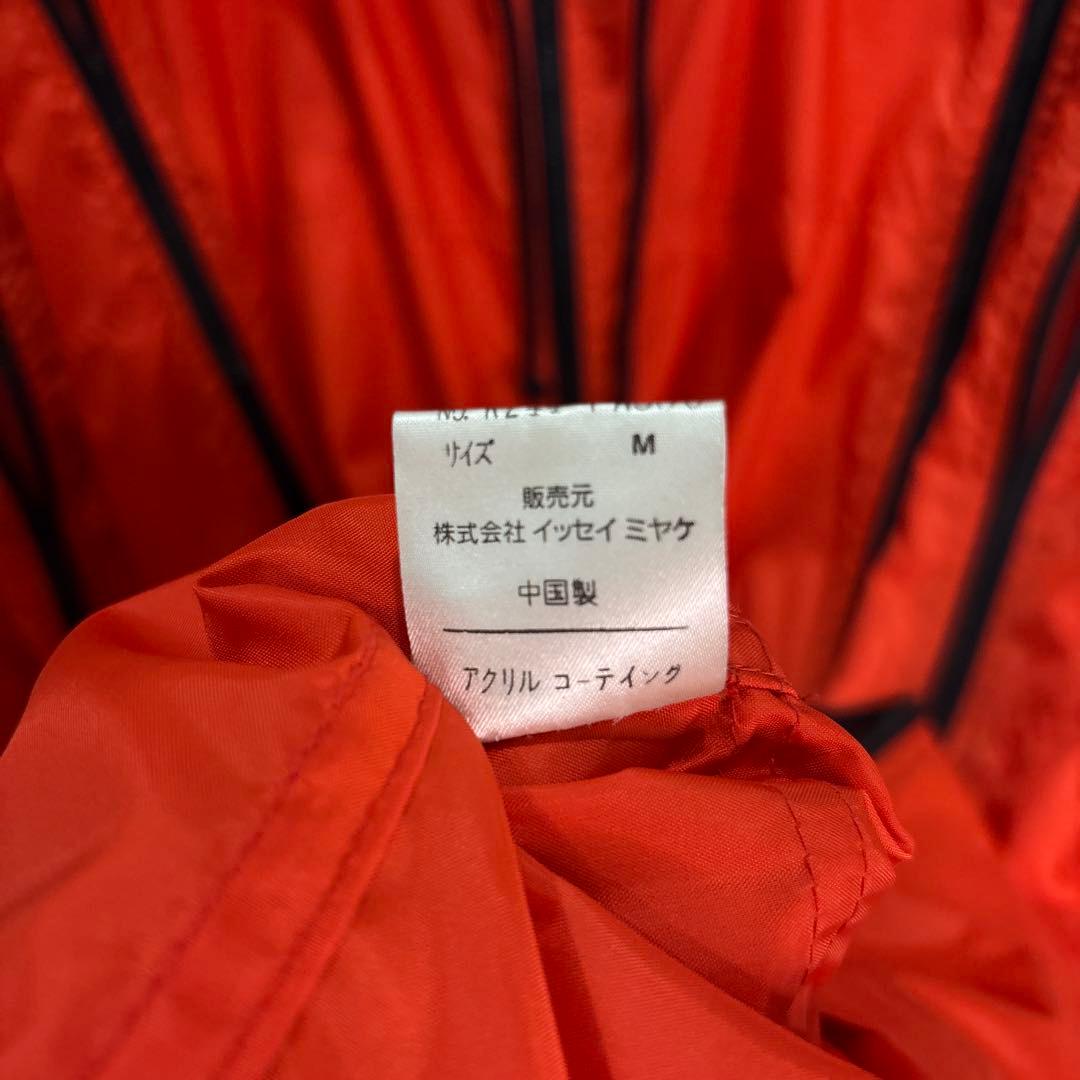 サイズ M
販売元
株式会社 イッセイ ミヤケ
中国製
アクリル コーテイング